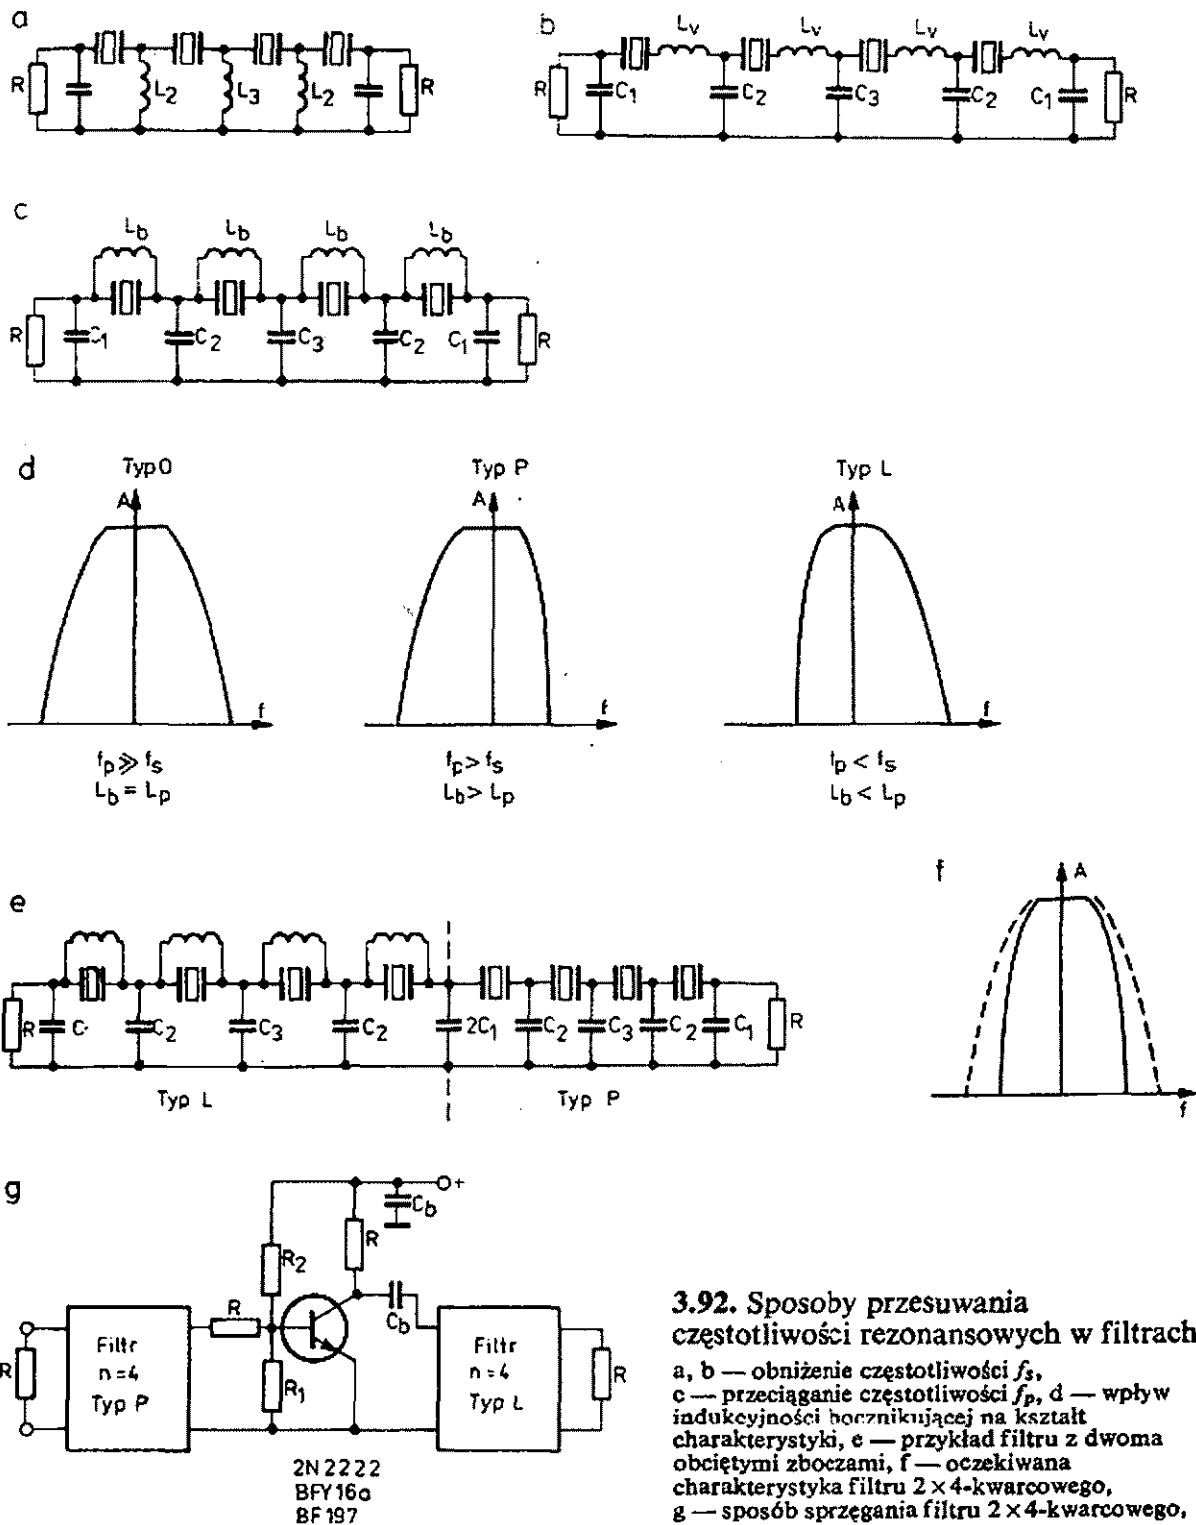 a
R L2 L3 L2 R
b
Lv Lv Lv Lv
R C1 C2 C3 C2 C1 R
c
Lb Lb Lb Lb
R C1 C2 C3 C2 C1 R
d
Typ O Typ P Typ L
A A A
f f f
fp ≫ fs fp > fs fp < fs
Lb = Lp Lb > Lp Lb < Lp
e
R C C2 C3 C2 2C1 C2 C3 C2 C1 R
Typ L Typ P
f
A
f
g
+
Cb
R2 R
R
Cb
R1
R
Filtr
n=4
Typ P
Filtr
n=4
Typ L
R
2N2222
BFY16a
BF197
3.92. Sposoby przesuwania
częstotliwości rezonansowych w filtrach
a, b — obniżenie częstotliwości fs,
c — przeciąganie częstotliwości fp, d — wpływ
indukcyjności bocznikującej na kształt
charakterystyki, e — przykład filtru z dwoma
obciętymi zboczami, f — oczekiwana
charakterystyka filtru 2×4-kwarcowego,
g — sposób sprzęgania filtru 2×4-kwarcowego,